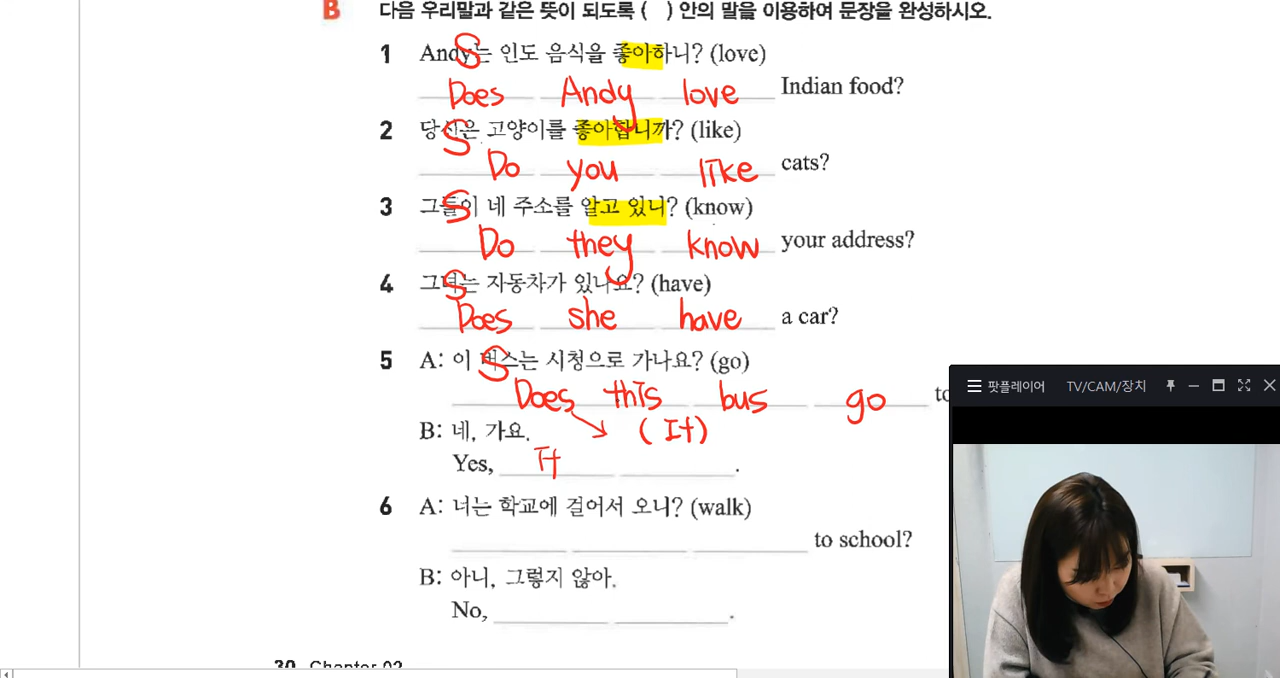 B 다음 우리말과 같은 뜻이 되도록 ( ) 안의 말을 이용하여 문장을 완성하시오.
1 Andy는 인도 음식을 좋아하니? (love)
S
Does Andy love Indian food?
2 당신은 고양이를 좋아합니까? (like)
S
Do you like cats?
3 그들이 네 주소를 알고 있니? (know)
S
Do they know your address?
4 그녀는 자동차가 있나요? (have)
S
Does she have a car?
5 A: 이 버스는 시청으로 가나요? (go)
S
Does this bus go to
(It)
B: 네, 가요.
Yes, It .
6 A: 너는 학교에 걸어서 오니? (walk)
to school?
B: 아니, 그렇지 않아.
No, .
30 Chapter 02
팟플레이어 TV/CAM/장치